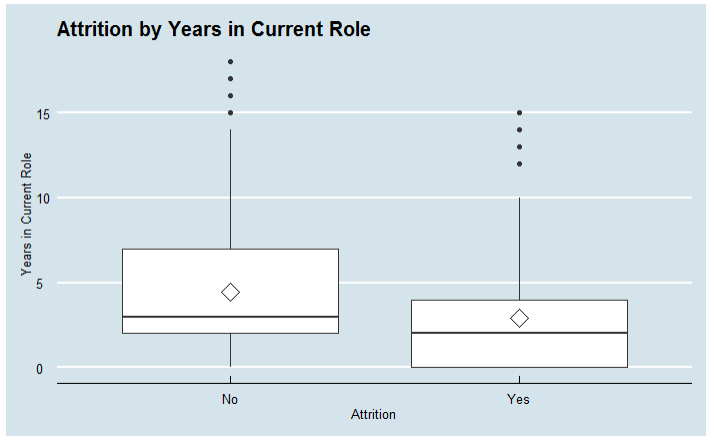 Attrition by Years in Current Role
Years in Current Role
15
10
5
0
No
Yes
Attrition